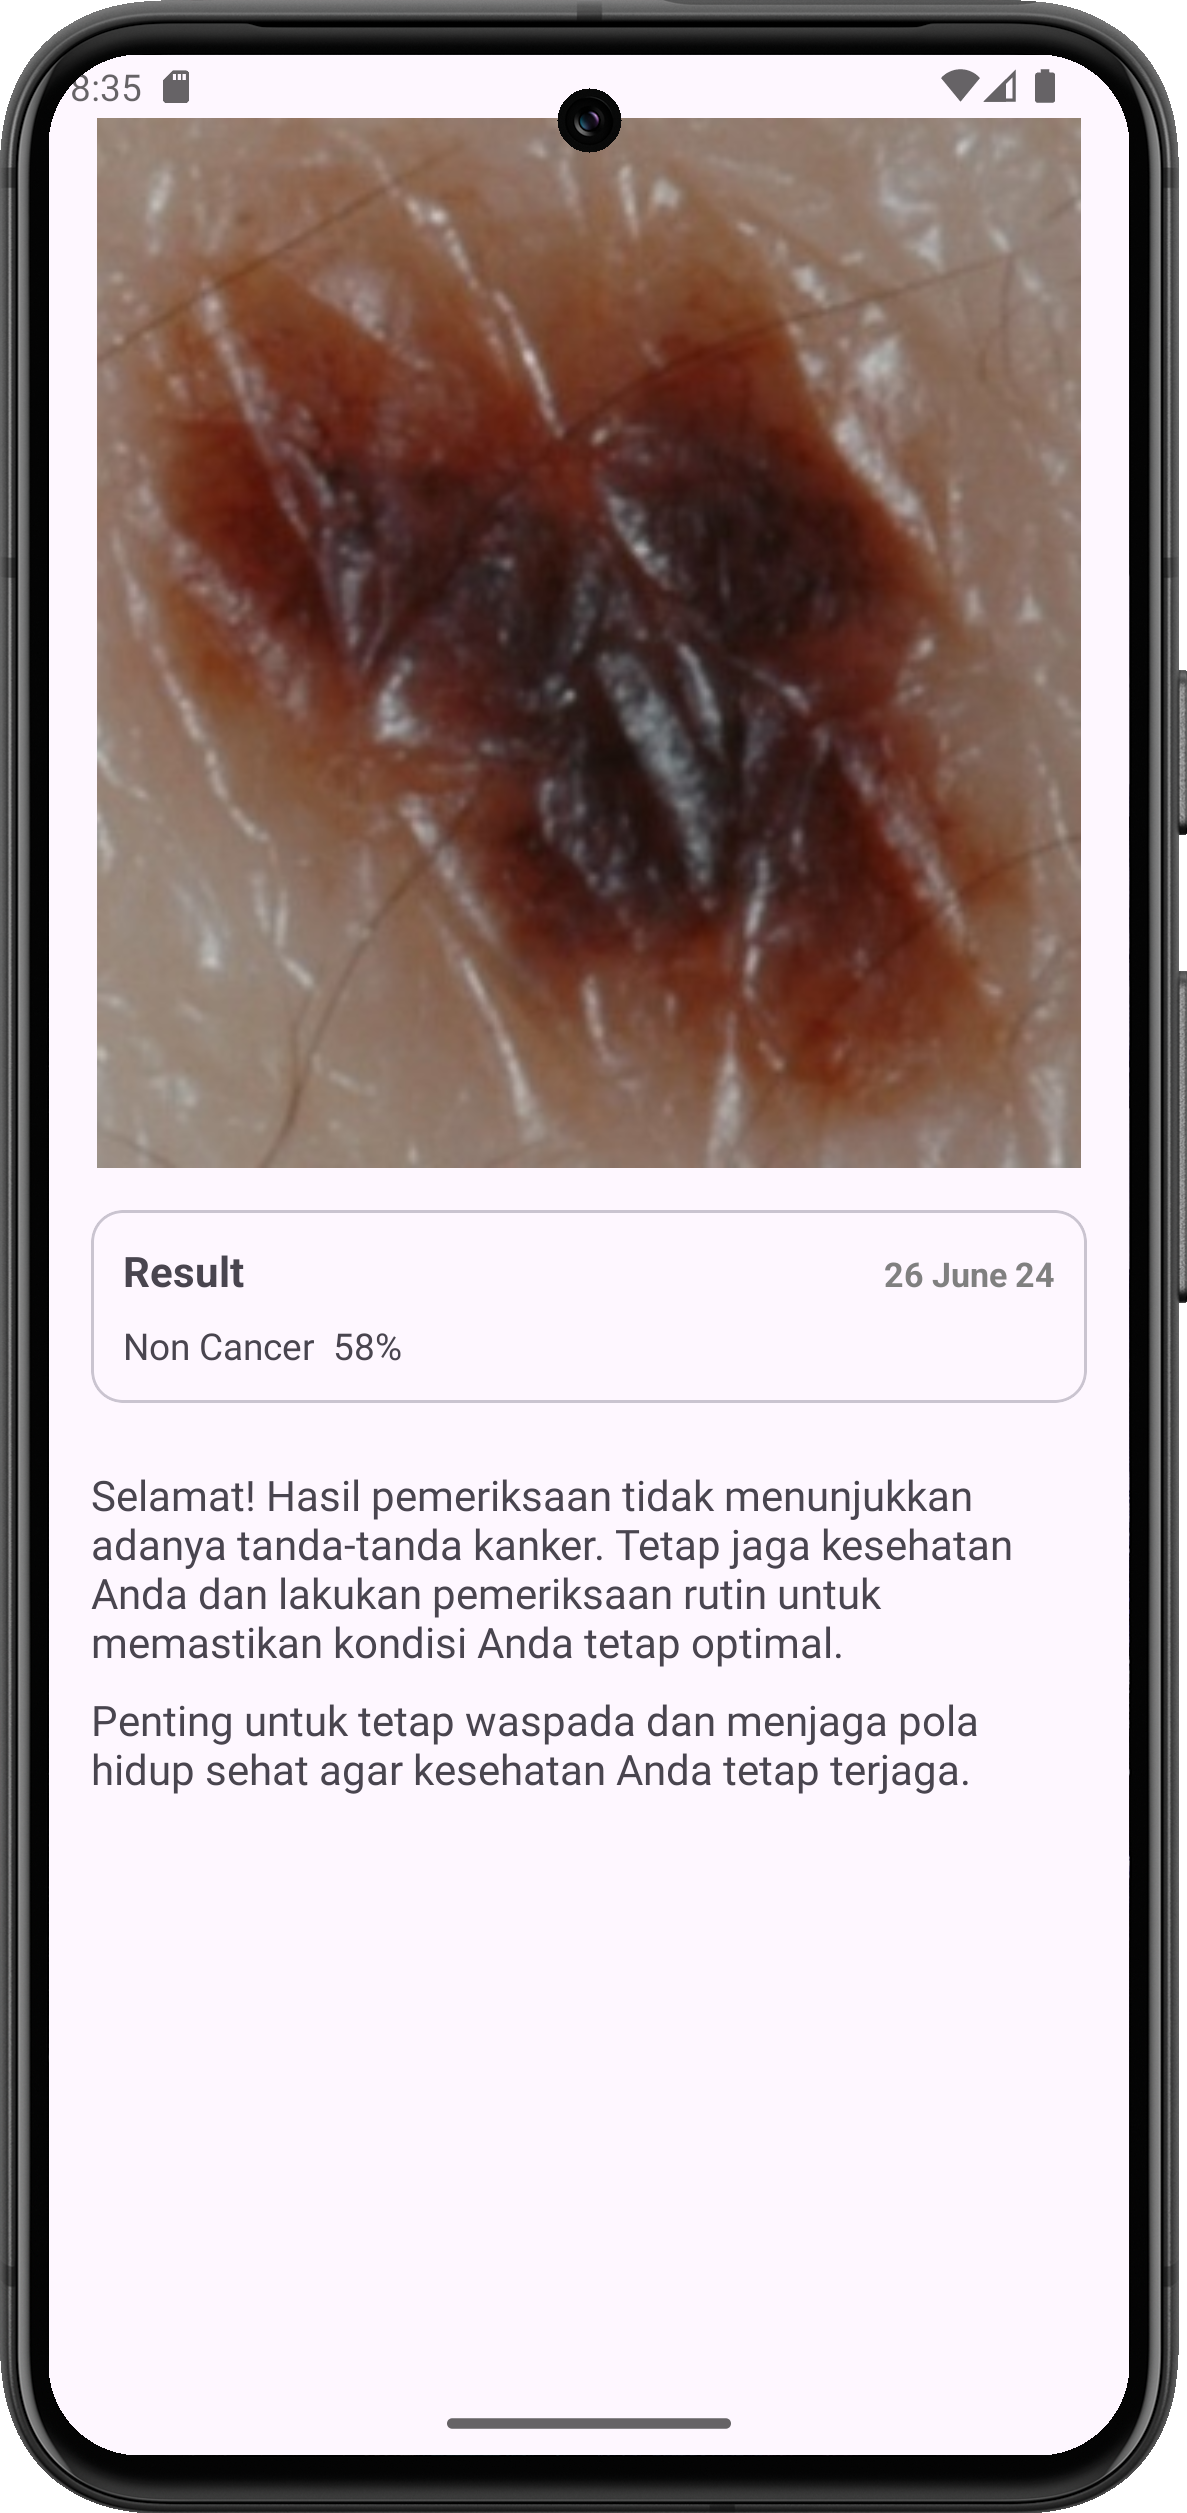 8:35
Result
26 June 24
Non Cancer 58%
Selamat! Hasil pemeriksaan tidak menunjukkan
adanya tanda-tanda kanker. Tetap jaga kesehatan
Anda dan lakukan pemeriksaan rutin untuk
memastikan kondisi Anda tetap optimal.
Penting untuk tetap waspada dan menjaga pola
hidup sehat agar kesehatan Anda tetap terjaga.